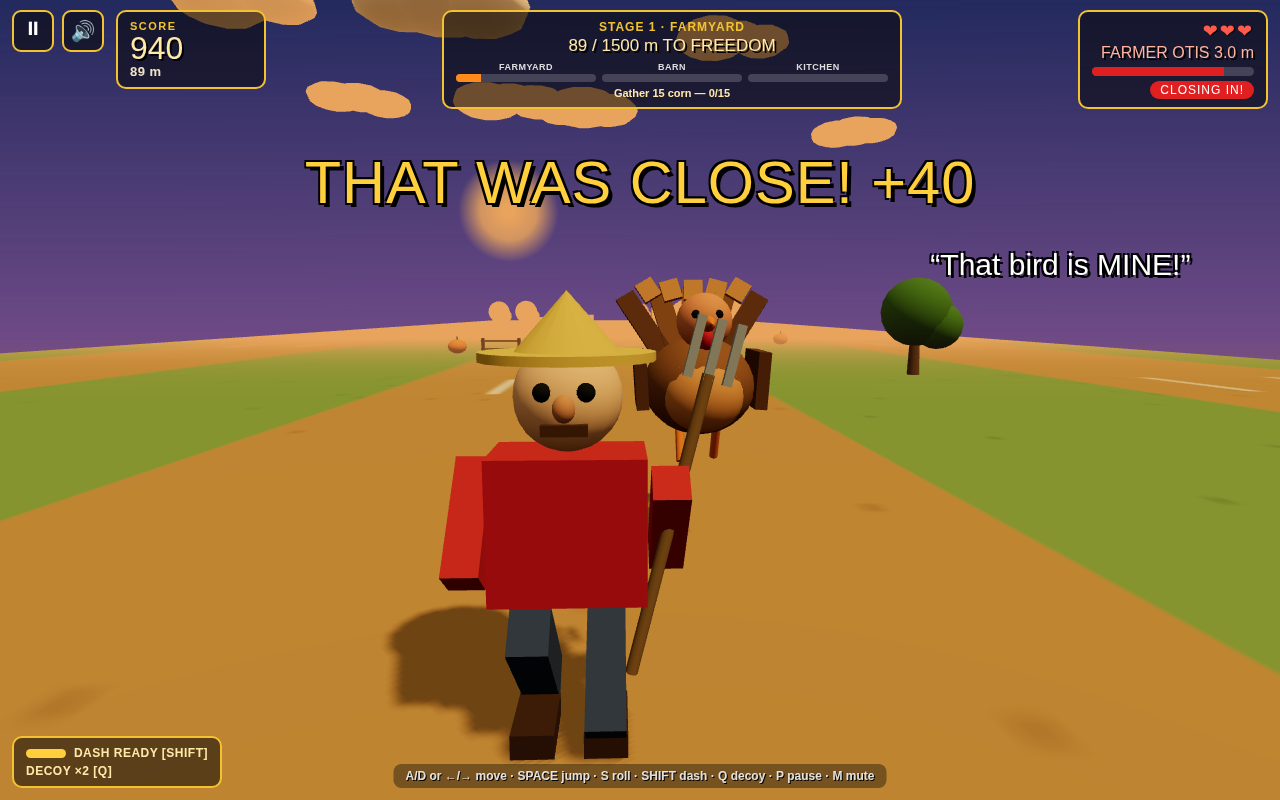 SCORE
940
89 m
STAGE 1 · FARMYARD
89 / 1500 m TO FREEDOM
FARMYARD BARN KITCHEN
Gather 15 corn — 0/15
FARMER OTIS 3.0 m
CLOSING IN!
THAT WAS CLOSE! +40
“That bird is MINE!”
DASH READY [SHIFT]
DECOY ×2 [Q]
A/D or ←/→ move · SPACE jump · S roll · SHIFT dash · Q decoy · P pause · M mute